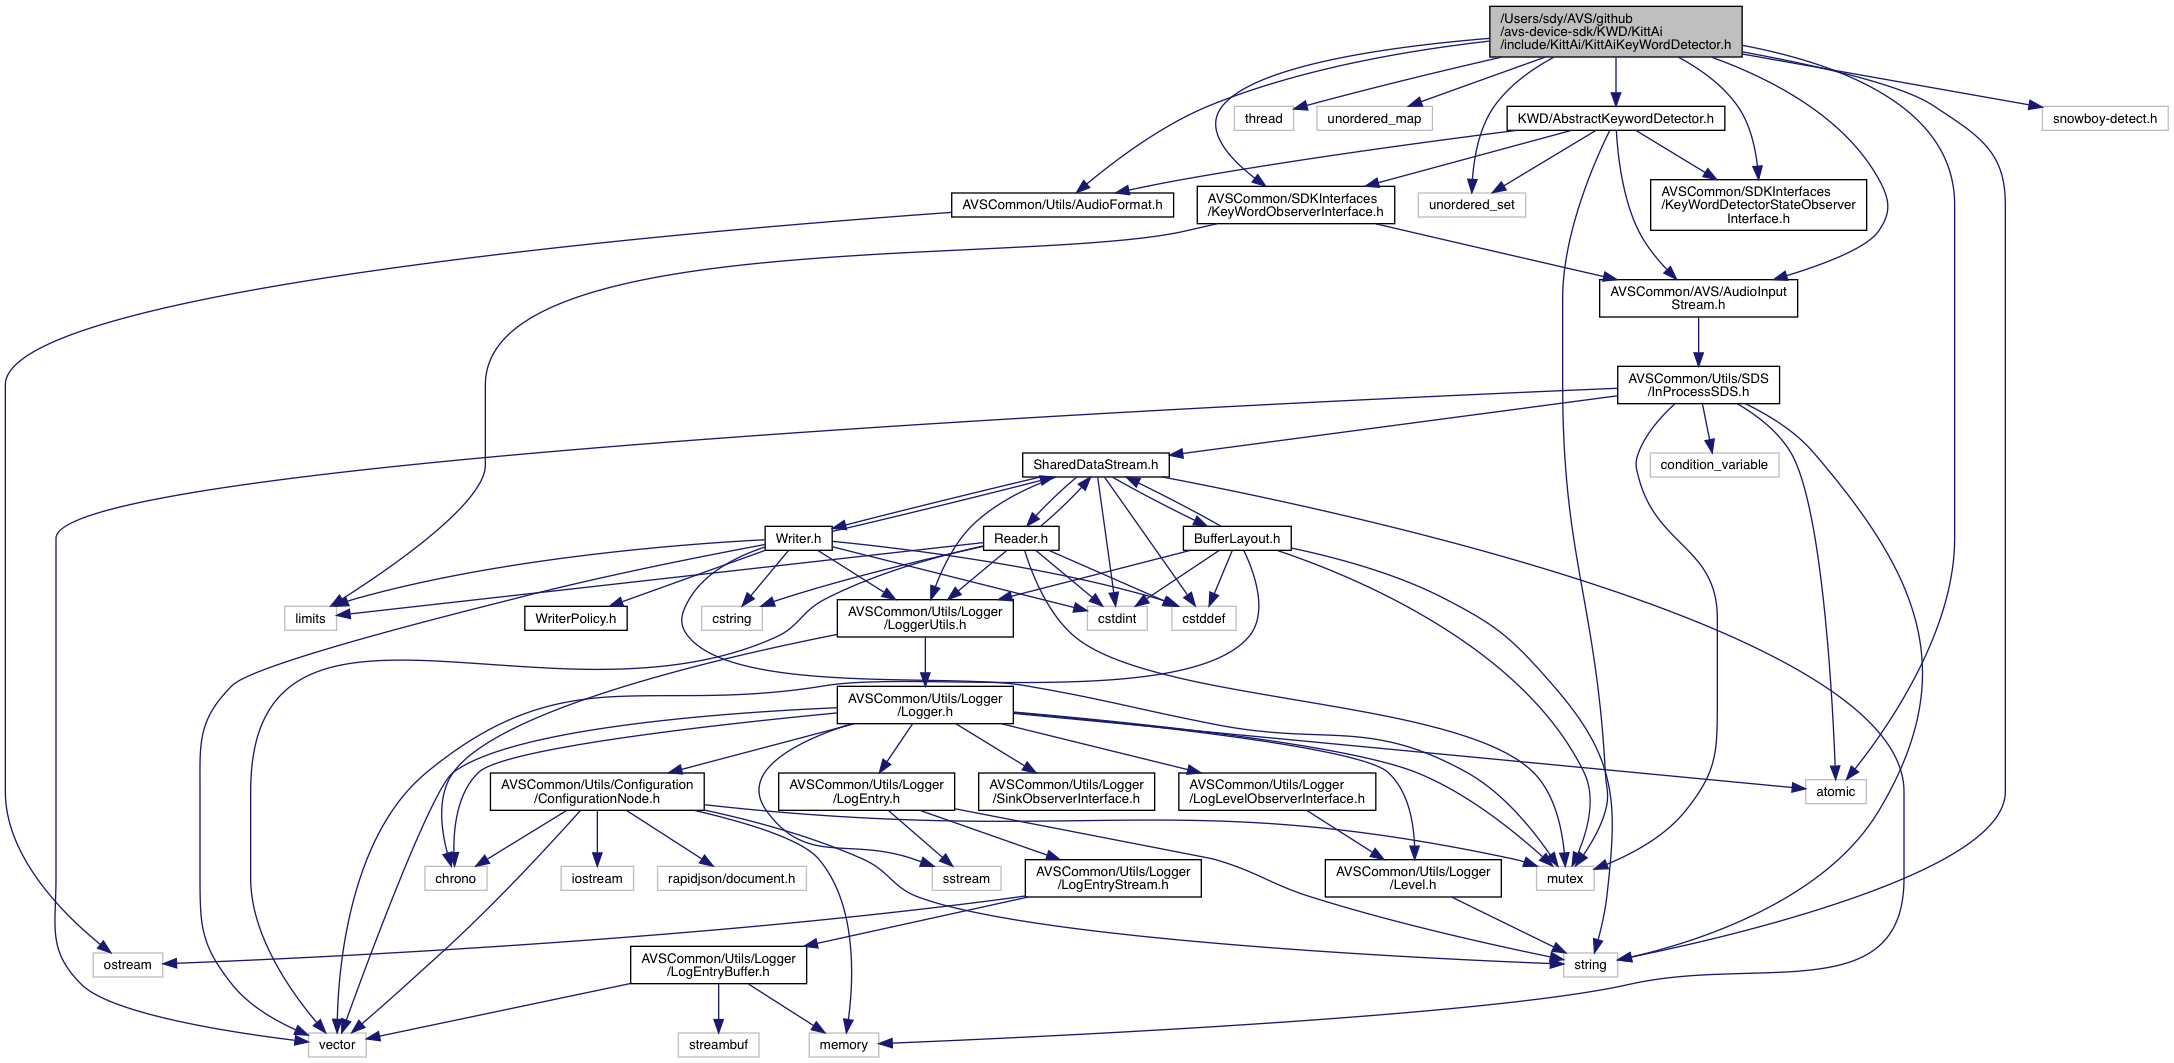 /Users/sdy/AVS/github
/avs-device-sdk/KWD/KittAi
/include/KittAi/KittAiKeyWordDetector.h
thread
unordered_map
KWD/AbstractKeywordDetector.h
snowboy-detect.h
AVSCommon/Utils/AudioFormat.h
AVSCommon/SDKInterfaces
/KeyWordObserverInterface.h
unordered_set
AVSCommon/SDKInterfaces
/KeyWordDetectorStateObserver
Interface.h
AVSCommon/AVS/AudioInput
Stream.h
AVSCommon/Utils/SDS
/InProcessSDS.h
SharedDataStream.h
condition_variable
Writer.h
Reader.h
BufferLayout.h
limits
WriterPolicy.h
cstring
AVSCommon/Utils/Logger
/LoggerUtils.h
cstdint
cstddef
AVSCommon/Utils/Logger
/Logger.h
AVSCommon/Utils/Configuration
/ConfigurationNode.h
AVSCommon/Utils/Logger
/LogEntry.h
AVSCommon/Utils/Logger
/SinkObserverInterface.h
AVSCommon/Utils/Logger
/LogLevelObserverInterface.h
atomic
chrono
iostream
rapidjson/document.h
sstream
AVSCommon/Utils/Logger
/LogEntryStream.h
AVSCommon/Utils/Logger
/Level.h
mutex
ostream
AVSCommon/Utils/Logger
/LogEntryBuffer.h
string
vector
streambuf
memory